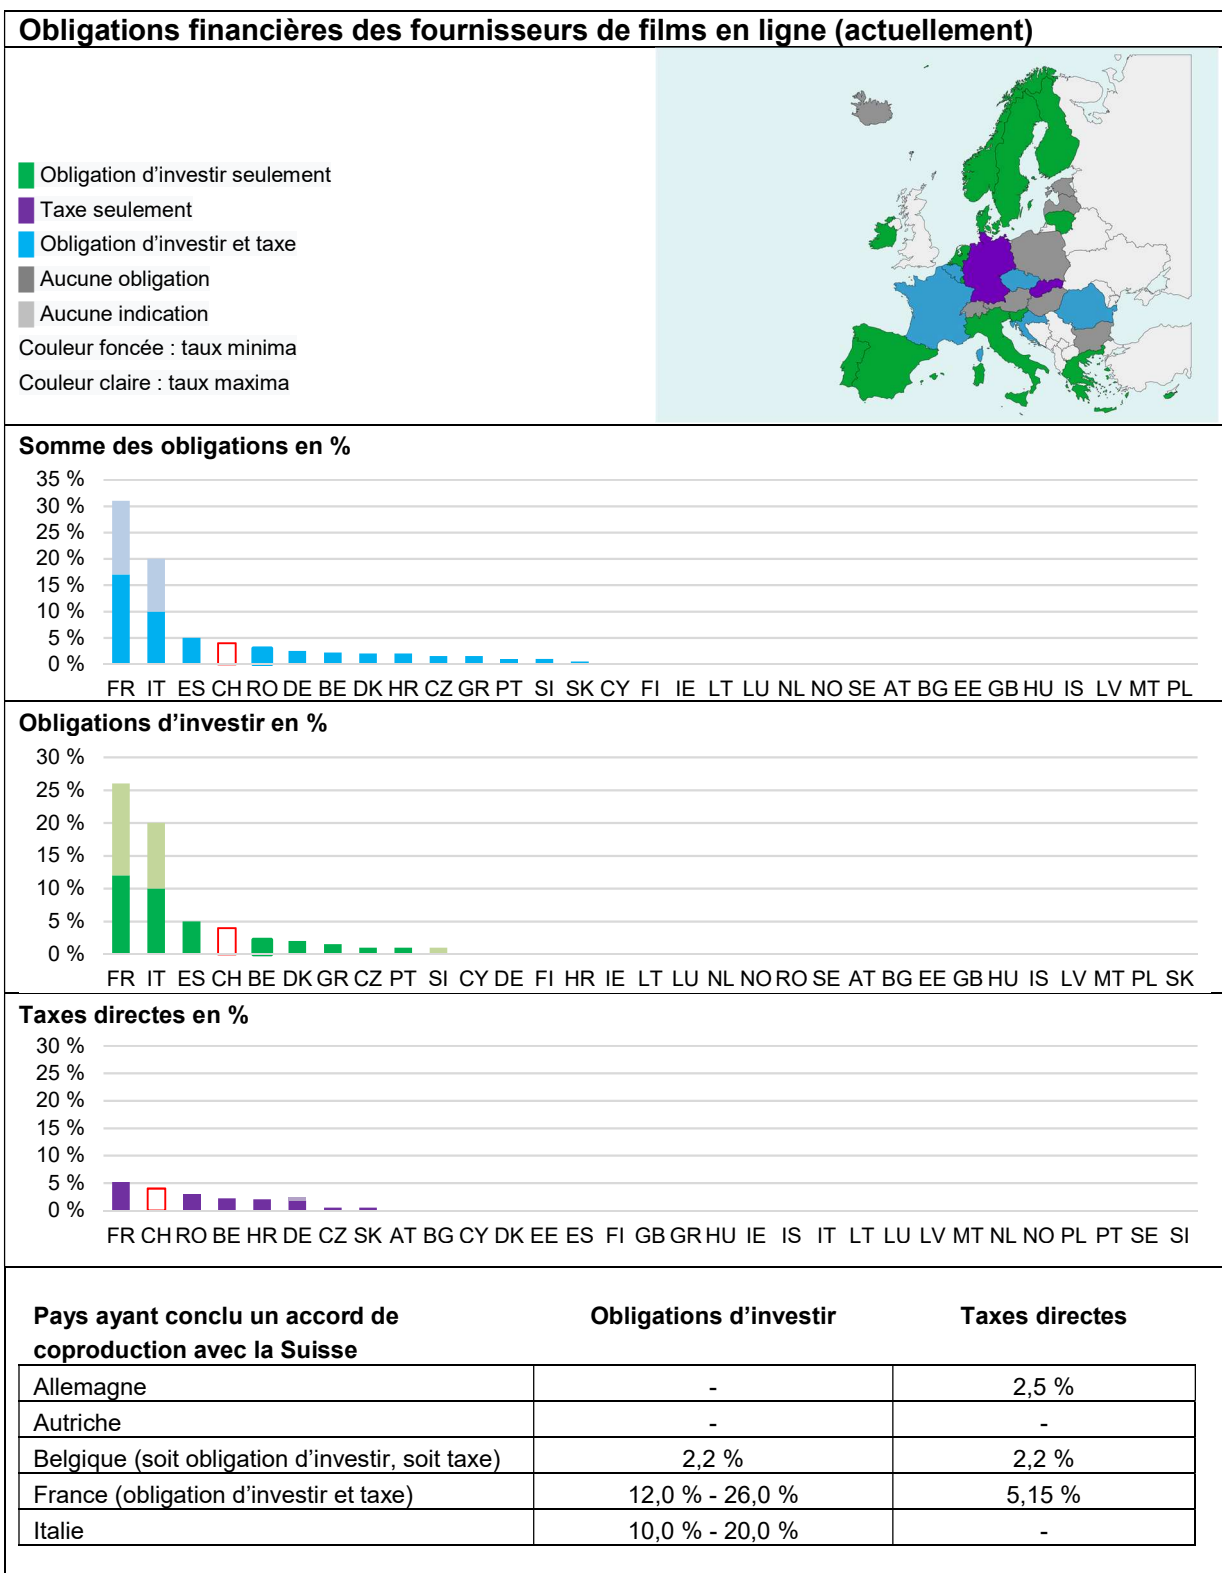 Obligations financières des fournisseurs de films en ligne (actuellement)
Obligation d’investir seulement
Taxe seulement
Obligation d’investir et taxe
Aucune obligation
Aucune indication
Couleur foncée : taux minima
Couleur claire : taux maxima
Somme des obligations en %
35 %
30 %
25 %
20 %
15 %
10 %
5 %
0 %
FR IT ES CH RO DE BE DK HR CZ GR PT SI SK CY FI IE LT LU NL NO SE AT BG EE GB HU IS LV MT PL
Obligations d’investir en %
30 %
25 %
20 %
15 %
10 %
5 %
0 %
FR IT ES CH BE DK GR CZ PT SI CY DE FI HR IE LT LU NL NO RO SE AT BG EE GB HU IS LV MT PL SK
Taxes directes en %
30 %
25 %
20 %
15 %
10 %
5 %
0 %
FR CH RO BE HR DE CZ SK AT BG CY DK EE ES FI GB GR HU IE IS IT LT LU LV MT NL NO PL PT SE SI
Pays ayant conclu un accord de coproduction avec la Suisse Obligations d’investir Taxes directes
Allemagne - 2,5 %
Autriche - -
Belgique (soit obligation d’investir, soit taxe) 2,2 % 2,2 %
France (obligation d’investir et taxe) 12,0 % - 26,0 % 5,15 %
Italie 10,0 % - 20,0 % -